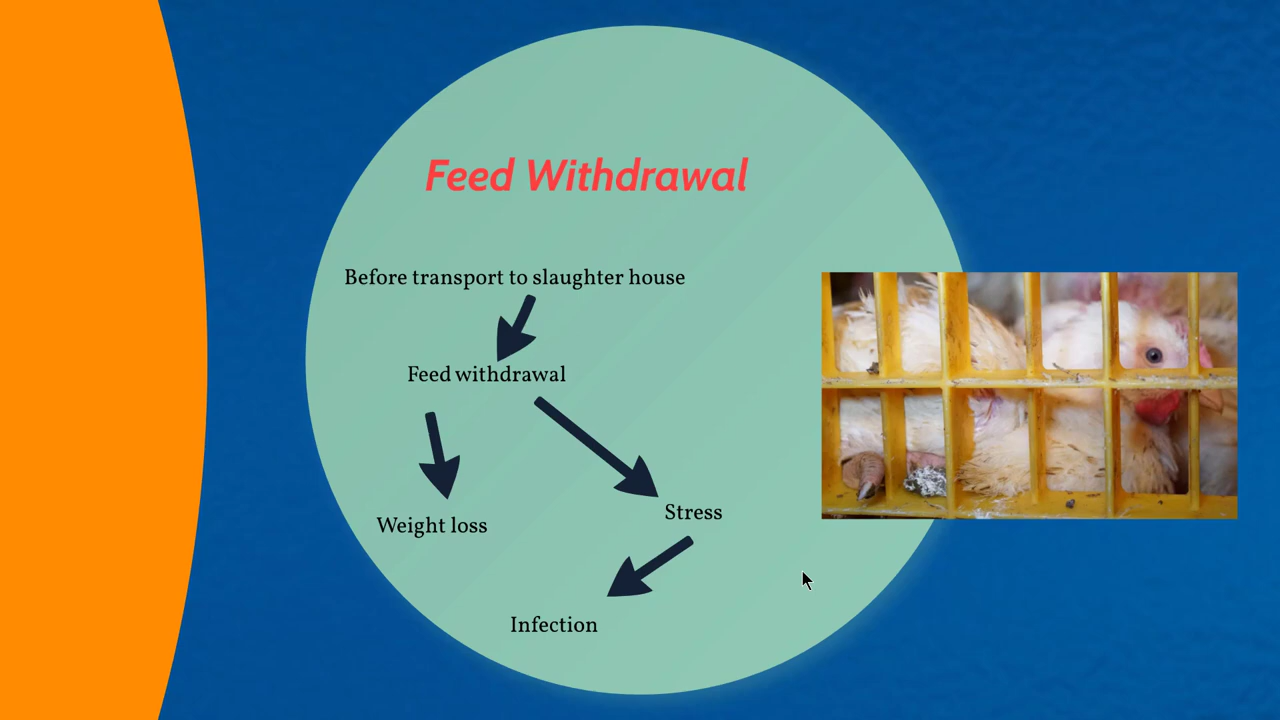 Feed Withdrawal
Before transport to slaughter house
Feed withdrawal
Weight loss
Stress
Infection